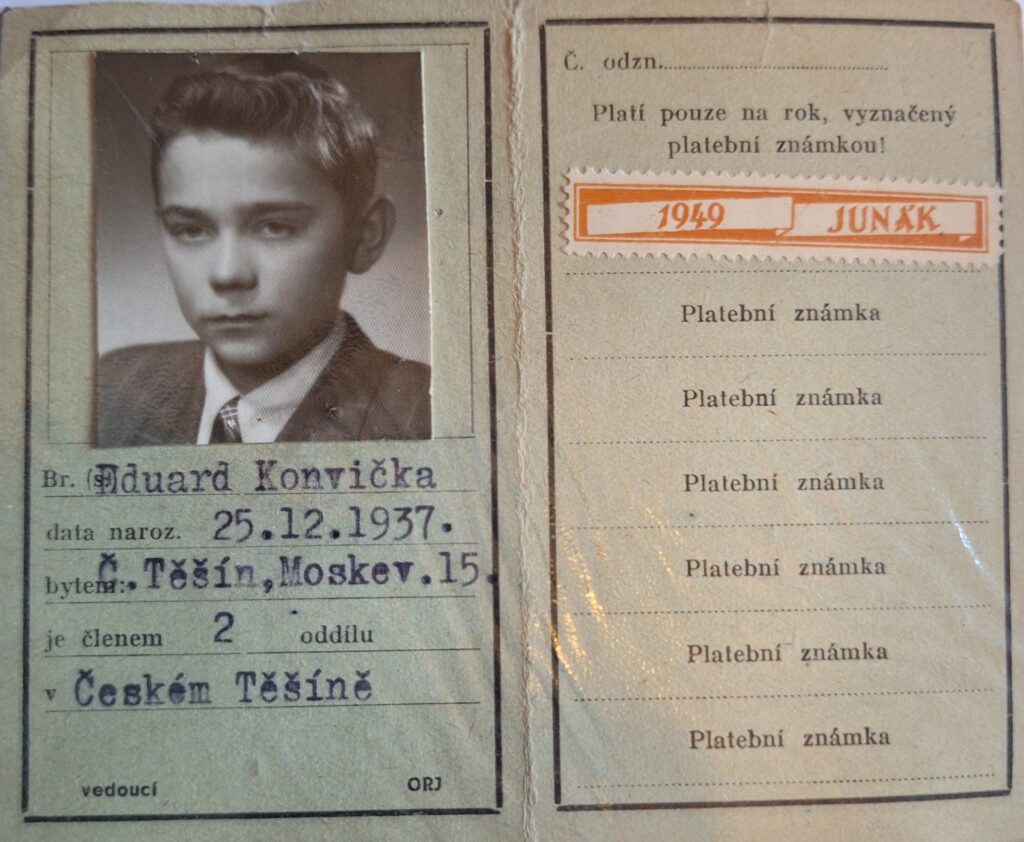 Br. (s) Eduard Konvička
data naroz. 25.12.1937.
bytem: Č.Těšín,Moskev.15.
je členem 2 oddílu
v Českém Těšíně
vedoucí ORJ
Č. odzn.
Platí pouze na rok, vyznačený
platební známkou!
1949 JUNÁK
Platební známka
Platební známka
Platební známka
Platební známka
Platební známka
Platební známka